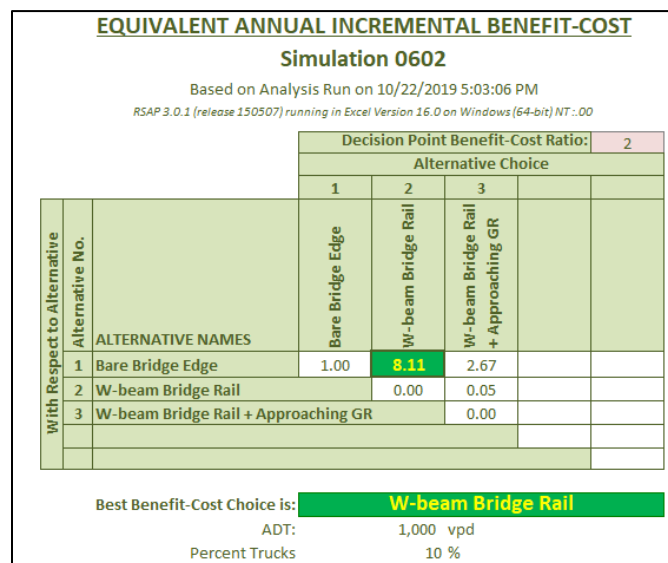 EQUIVALENT ANNUAL INCREMENTAL BENEFIT-COST
Simulation 0602
Based on Analysis Run on 10/22/2019 5:03:06 PM
RSAP 3.0.1 (release 150507) running in Excel Version 16.0 on Windows (64-bit) NT :.00
Decision Point Benefit-Cost Ratio: 2
Alternative Choice
1 2 3
With Respect to Alternative
Alternative No.
ALTERNATIVE NAMES
Bare Bridge Edge
W-beam Bridge Rail
W-beam Bridge Rail
+ Approaching GR
1 Bare Bridge Edge 1.00 8.11 2.67
2 W-beam Bridge Rail 0.00 0.05
3 W-beam Bridge Rail + Approaching GR 0.00
Best Benefit-Cost Choice is: W-beam Bridge Rail
ADT: 1,000 vpd
Percent Trucks 10 %